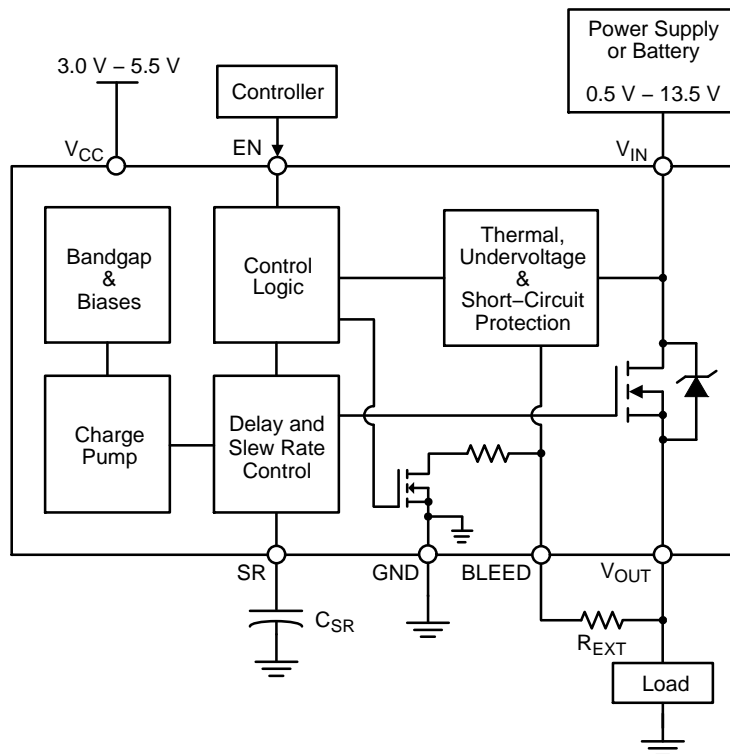 Power Supply
or Battery
0.5 V − 13.5 V
3.0 V − 5.5 V
Controller
VCC
EN
VIN
Bandgap
&
Biases
Control
Logic
Thermal,
Undervoltage
&
Short−Circuit
Protection
Charge
Pump
Delay and
Slew Rate
Control
SR
GND
BLEED
VOUT
CSR
REXT
Load